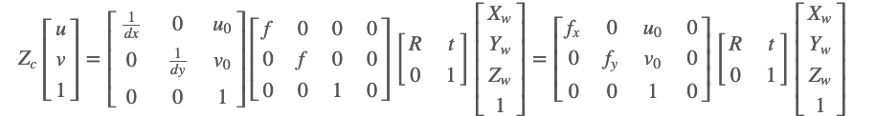 Z_c [u; v; 1] = [1/dx 0 u_0; 0 1/dy v_0; 0 0 1] [f 0 0 0; 0 f 0 0; 0 0 1 0] [R t; 0 1] [X_w; Y_w; Z_w; 1] = [f_x 0 u_0 0; 0 f_y v_0 0; 0 0 1 0] [R t; 0 1] [X_w; Y_w; Z_w; 1]